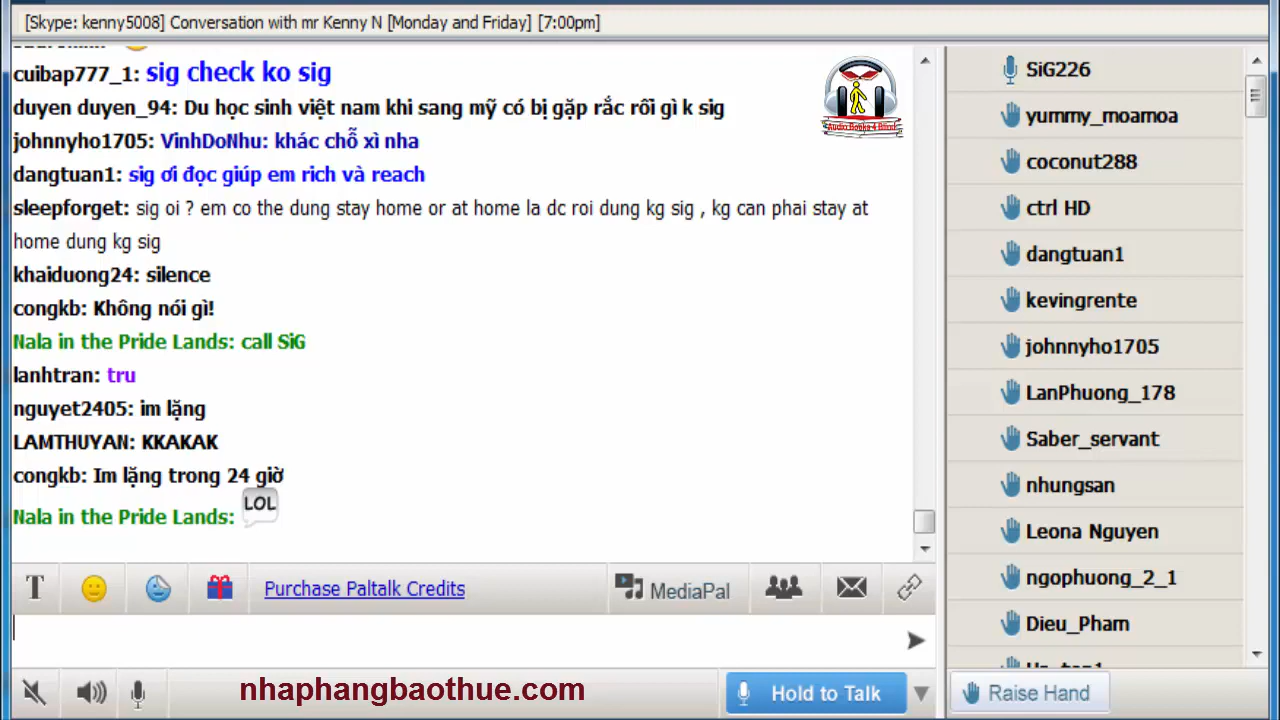 [Skype: kenny5008] Conversation with mr Kenny N [Monday and Friday] [7:00pm]
cuibap777_1: sig check ko sig
duyen duyen_94: Du học sinh việt nam khi sang mỹ có bị gặp rắc rối gì k sig
johnnyho1705: VinhDoNhu: khác chỗ xì nha
dangtuan1: sig ơi đọc giúp em rich và reach
sleepforget: sig oi ? em co the dung stay home or at home la dc roi dung kg sig , kg can phai stay at
home dung kg sig
khaiduong24: silence
congkb: Không nói gì!
Nala in the Pride Lands: call SiG
lanhtran: tru
nguyet2405: im lặng
LAMTHUYAN: KKAKAK
congkb: Im lặng trong 24 giờ
Nala in the Pride Lands: LOL
Audio Books 4 Blind
SiG226
yummy_moamoa
coconut288
ctrl HD
dangtuan1
kevingrente
johnnyho1705
LanPhuong_178
Saber_servant
nhungsan
Leona Nguyen
ngophuong_2_1
Dieu_Pham
T
Purchase Paltalk Credits
MediaPal
nhaphangbaothue.com
Hold to Talk
Raise Hand